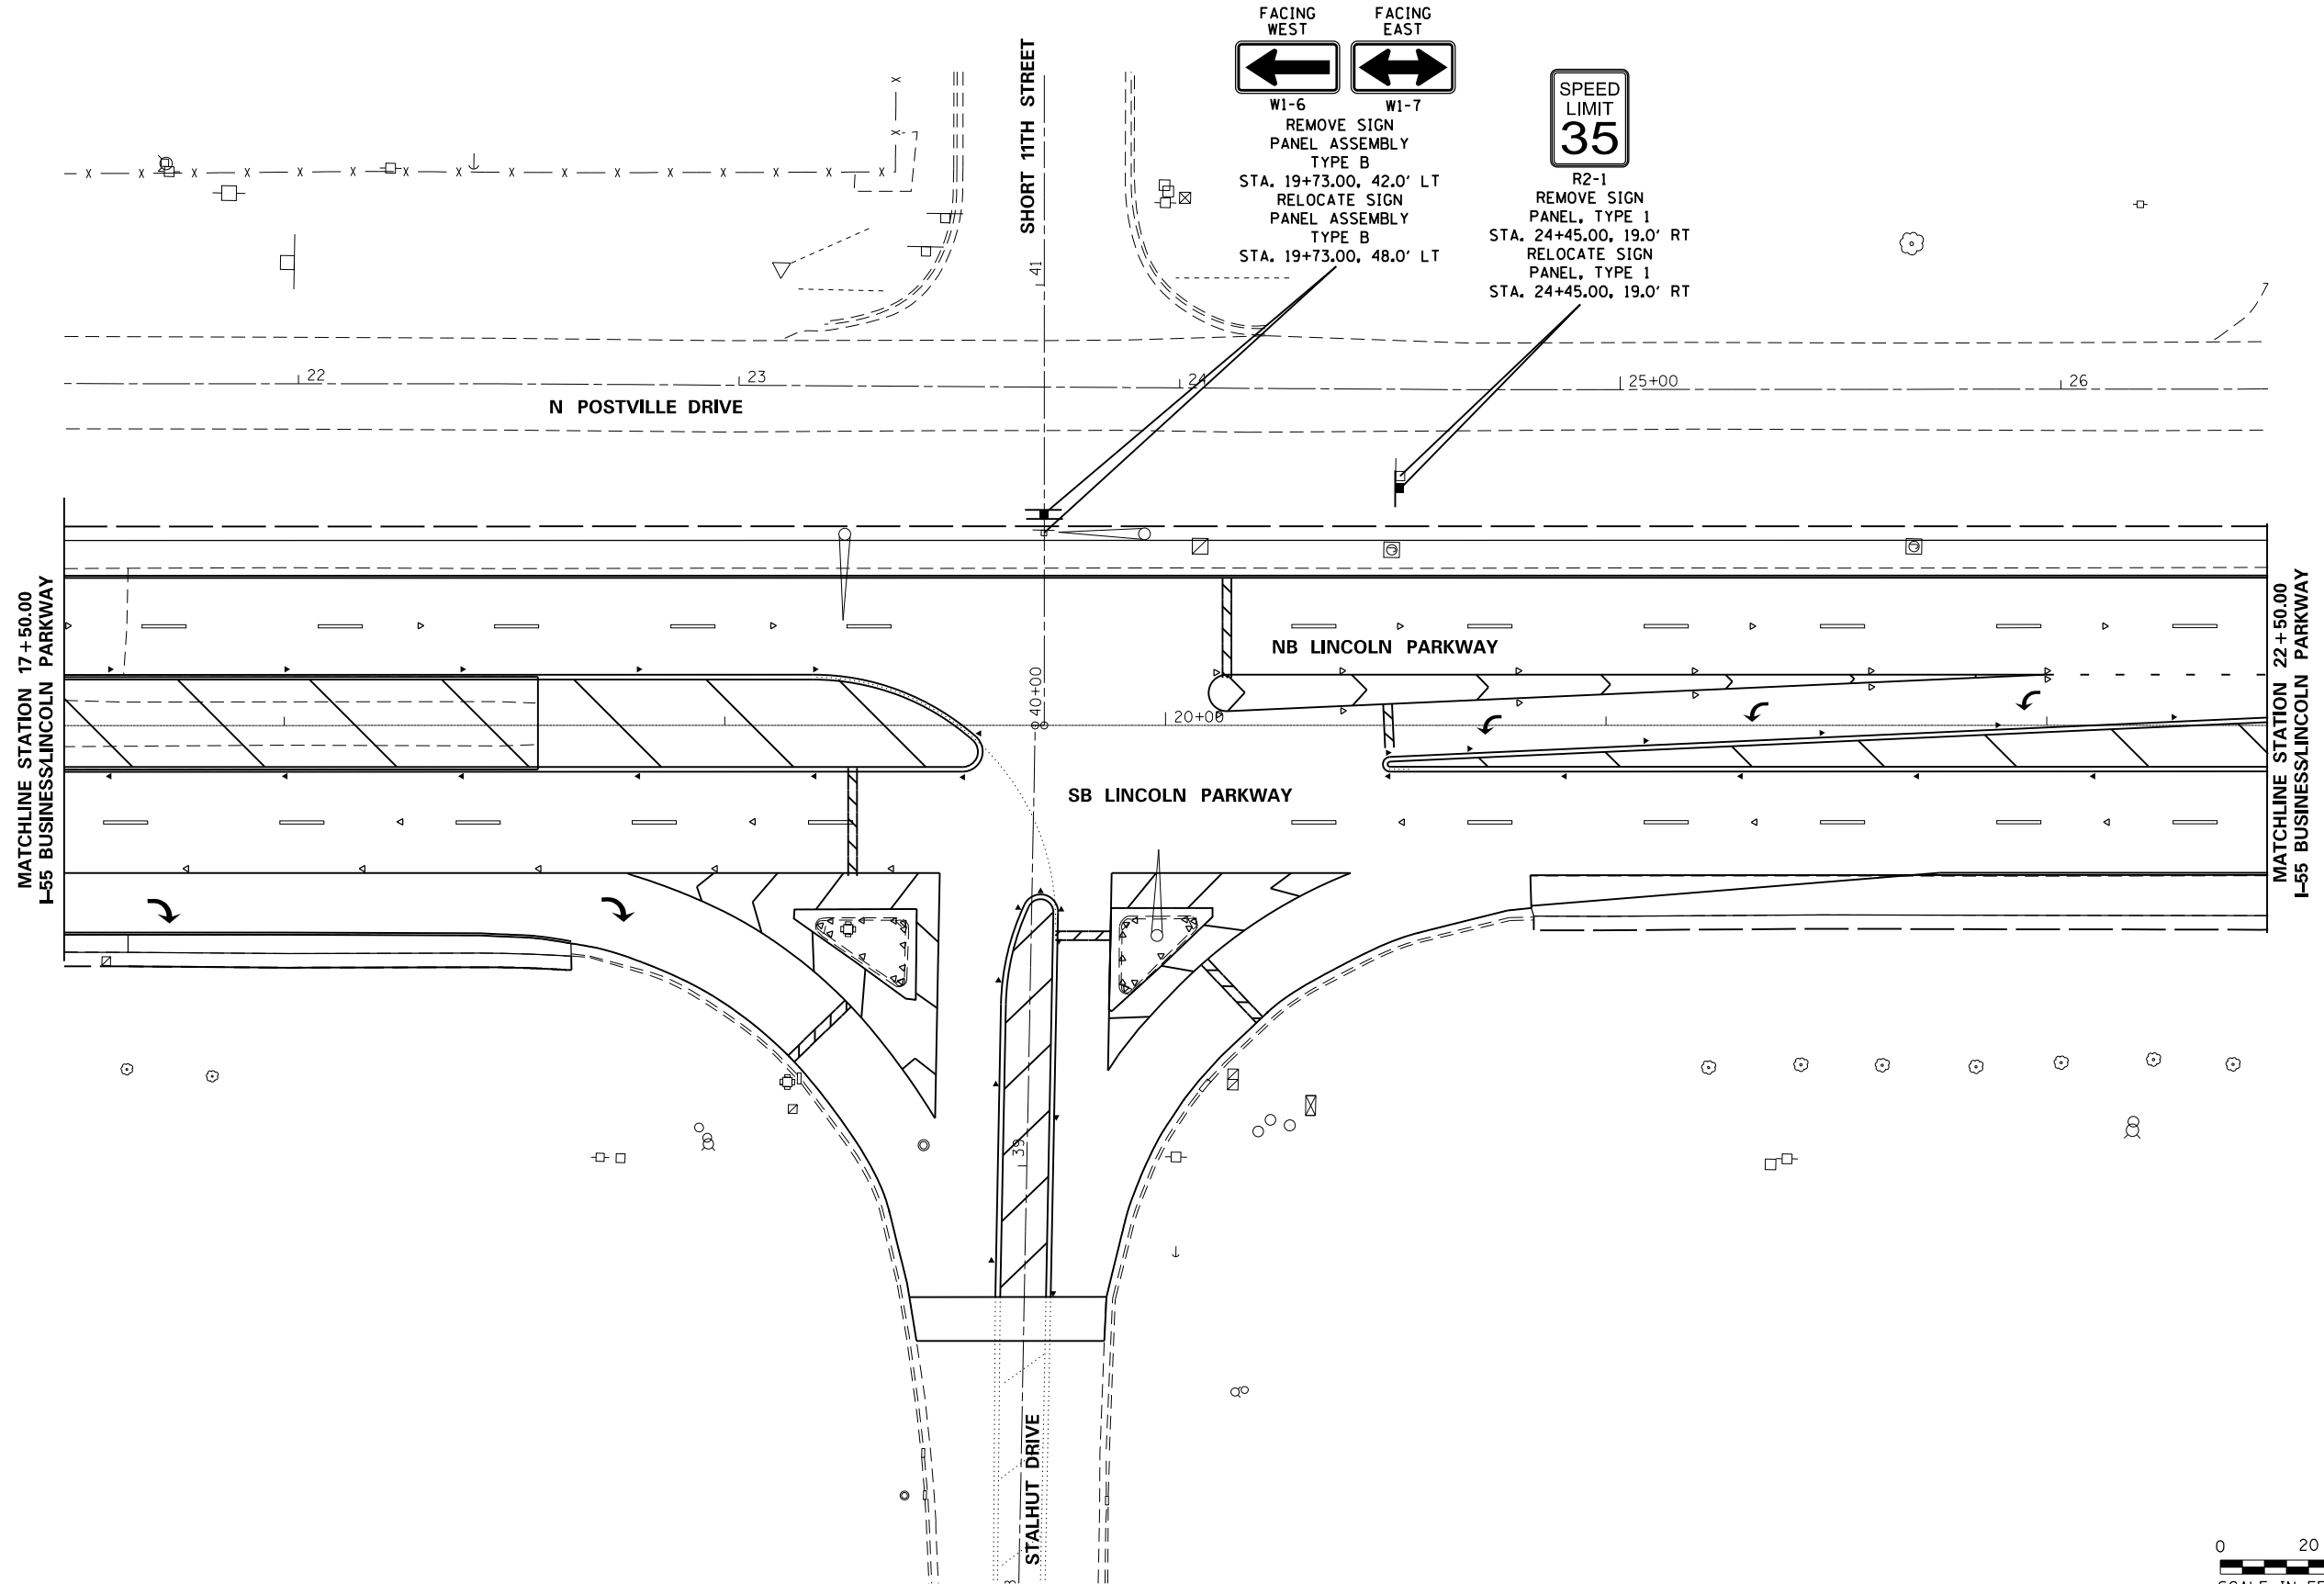 FACING
WEST
FACING
EAST
W1-6
W1-7
REMOVE SIGN
PANEL ASSEMBLY
TYPE B
STA. 19+73.00, 42.0' LT
RELOCATE SIGN
PANEL ASSEMBLY
TYPE B
STA. 19+73.00, 48.0' LT
SPEED
LIMIT
35
R2-1
REMOVE SIGN
PANEL, TYPE 1
STA. 24+45.00, 19.0' RT
RELOCATE SIGN
PANEL, TYPE 1
STA. 24+45.00, 19.0' RT
SHORT 11TH STREET
41
22
23
24
25+00
26
N POSTVILLE DRIVE
MATCHLINE STATION 17+50.00
I-55 BUSINESS/LINCOLN PARKWAY
NB LINCOLN PARKWAY
40+00
20+00
SB LINCOLN PARKWAY
MATCHLINE STATION 22+50.00
I-55 BUSINESS/LINCOLN PARKWAY
39
STALHUT DRIVE
0 20